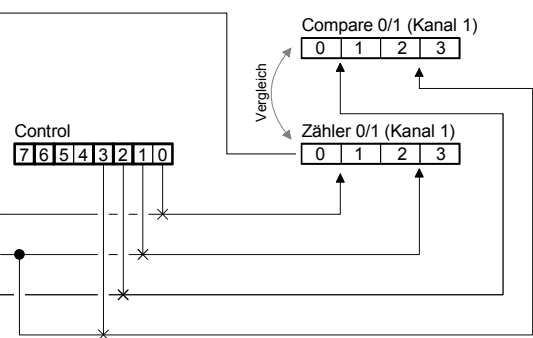 Compare 0/1 (Kanal 1)
0 1 2 3
Vergleich
Control
7 6 5 4 3 2 1 0
Zähler 0/1 (Kanal 1)
0 1 2 3